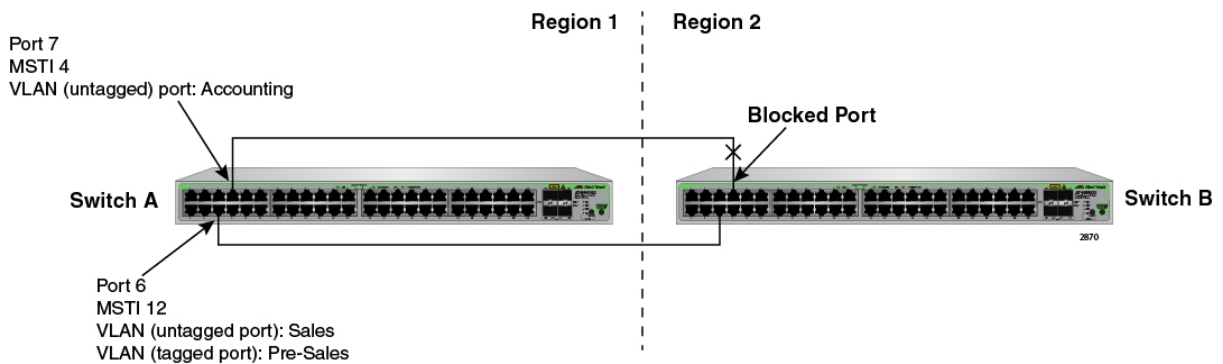 Region 1
Region 2
Port 7
MSTI 4
VLAN (untagged) port: Accounting
Blocked Port
Switch A
Switch B
2870
Port 6
MSTI 12
VLAN (untagged port): Sales
VLAN (tagged port): Pre-Sales